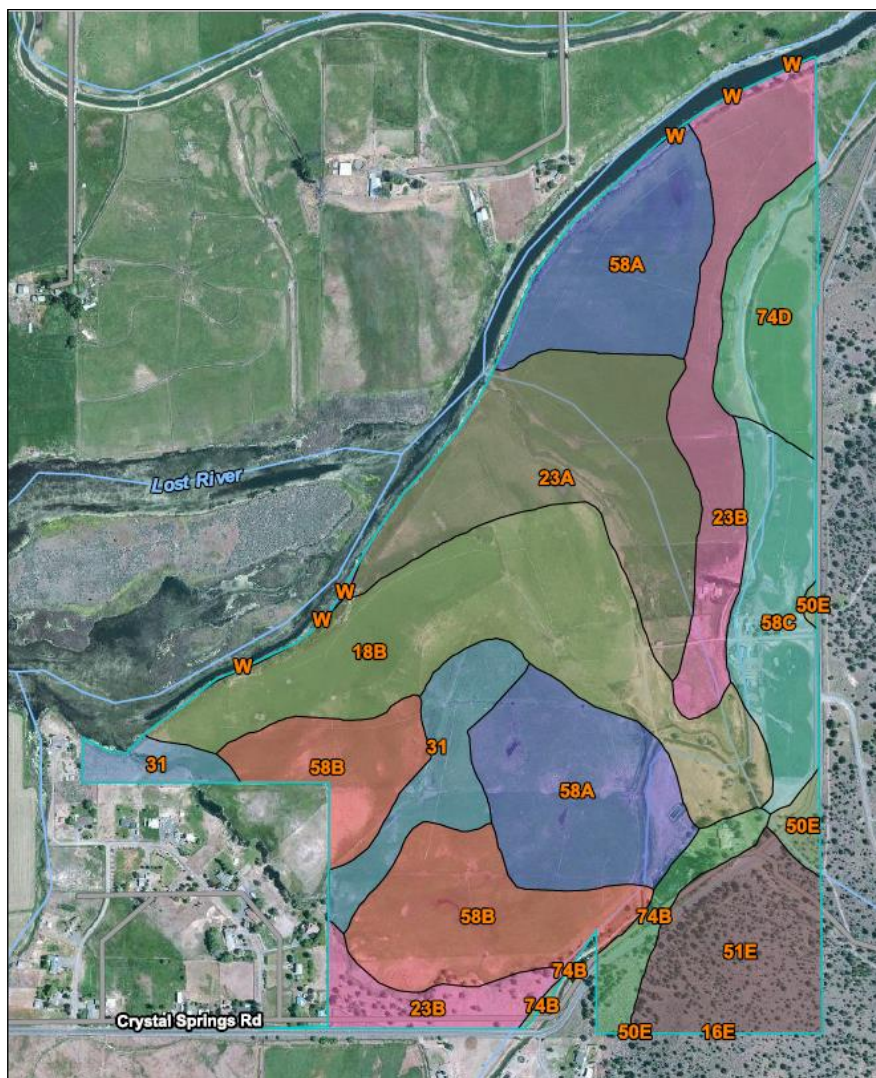 W
W
W
58A
74D
Lost River
23A
23B
W
50E
W
58C
18B
W
31
31
58B
58A
50E
58B
74B
51E
74B
23B
74B
Crystal Springs Rd
50E
16E